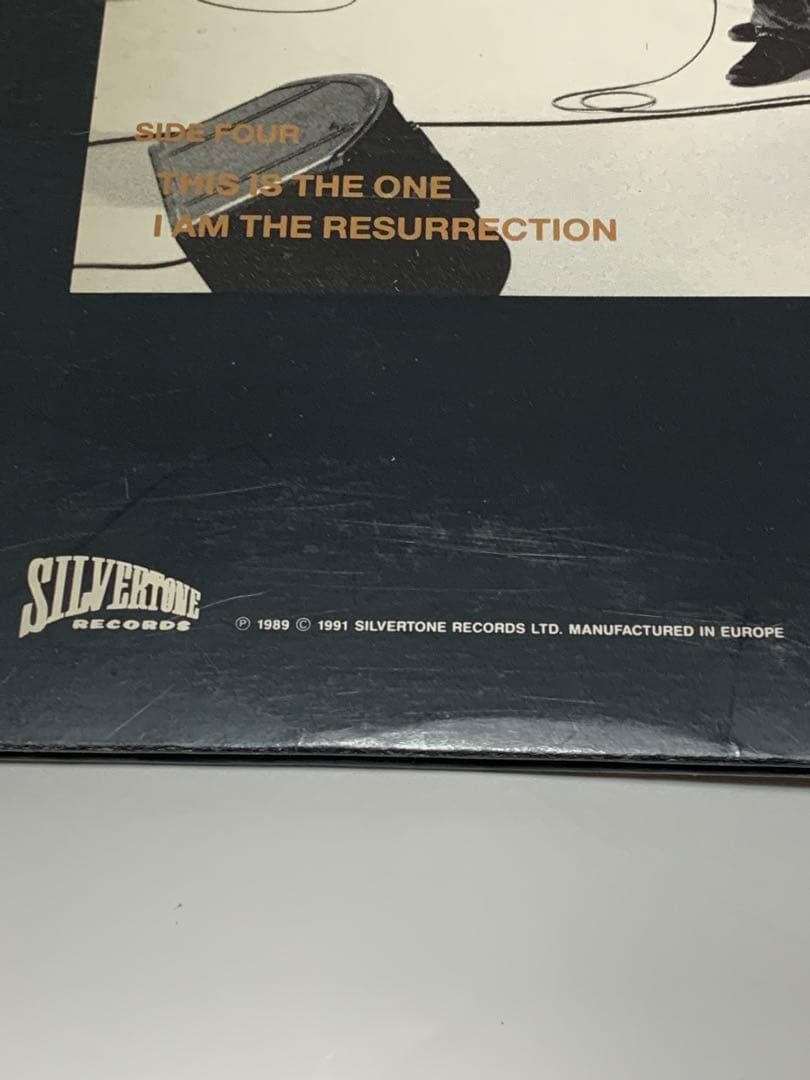 SIDE FOUR
THIS IS THE ONE
I AM THE RESURRECTION
SILVERTONE
RECORDS
℗ 1989 © 1991 SILVERTONE RECORDS LTD. MANUFACTURED IN EUROPE